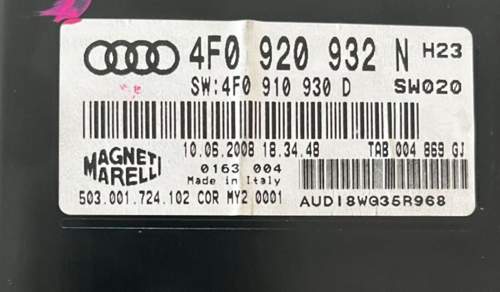 4F0 920 932 N H23
SW:4F0 910 930 D SW020
10.06.2008 18.34.48 TAB 004 869 GJ
MAGNETI
MARELLI
0163 004
Made in Italy
503.001.724.102 COR MY2 0001 AUDI8WG35R968